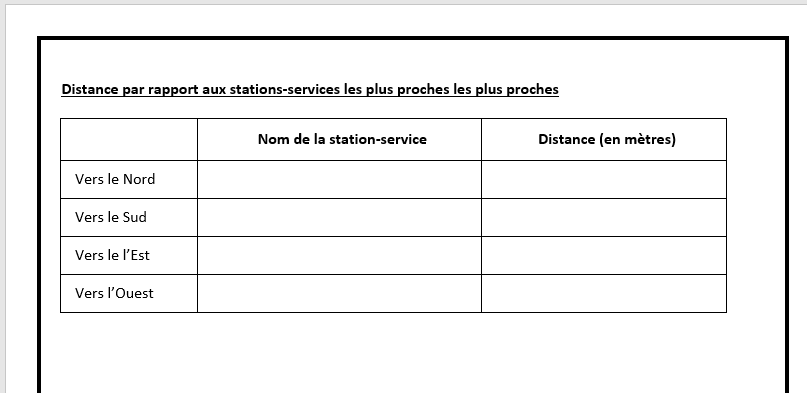 Distance par rapport aux stations-services les plus proches les plus proches
Nom de la station-service Distance (en mètres)
Vers le Nord
Vers le Sud
Vers le l’Est
Vers l’Ouest